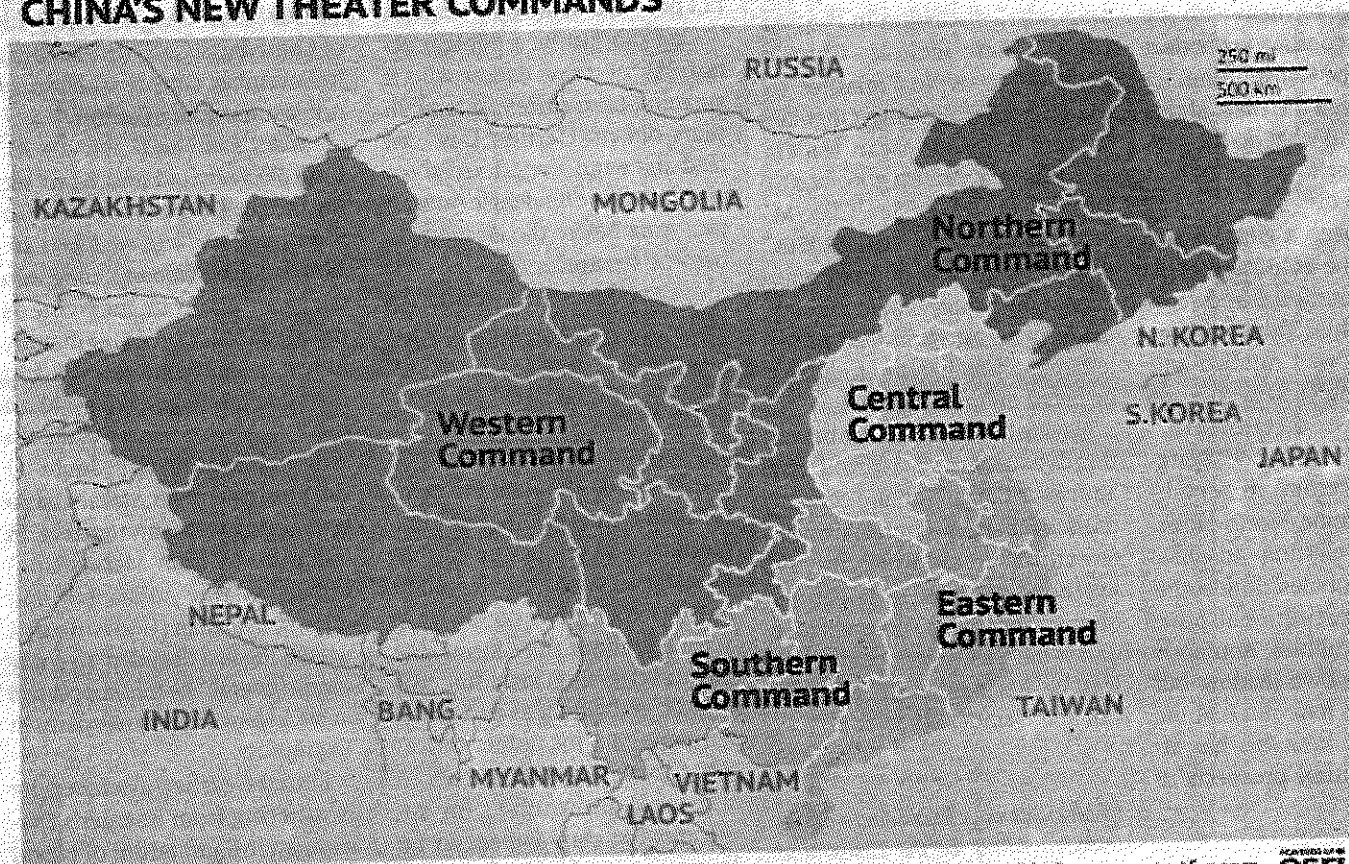 CHINA'S NEW THEATER COMMANDS
RUSSIA
250 mi
500 km
KAZAKHSTAN
MONGOLIA
Northern
Command
N. KOREA
Central
Command
S.KOREA
Western
Command
JAPAN
NEPAL
Eastern
Command
Southern
Command
INDIA
BANG.
TAIWAN
MYANMAR
VIETNAM
LAOS